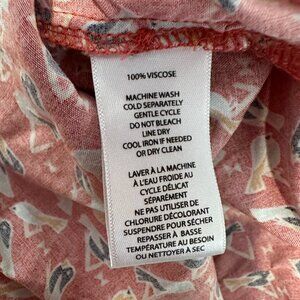 100% VISCOSE
MACHINE WASH
COLD SEPARATELY
GENTLE CYCLE
DO NOT BLEACH
LINE DRY
COOL IRON IF NEEDED
OR DRY CLEAN
LAVER À LA MACHINE
À L'EAU FROIDE AU
CYCLE DÉLICAT
SÉPARÉMENT
NE PAS UTILISER DE
CHLORURE DÉCOLORANT
SUSPENDRE POUR SÉCHER
REPASSER À BASSE
TEMPÉRATURE AU BESOIN
OU NETTOYER À SEC